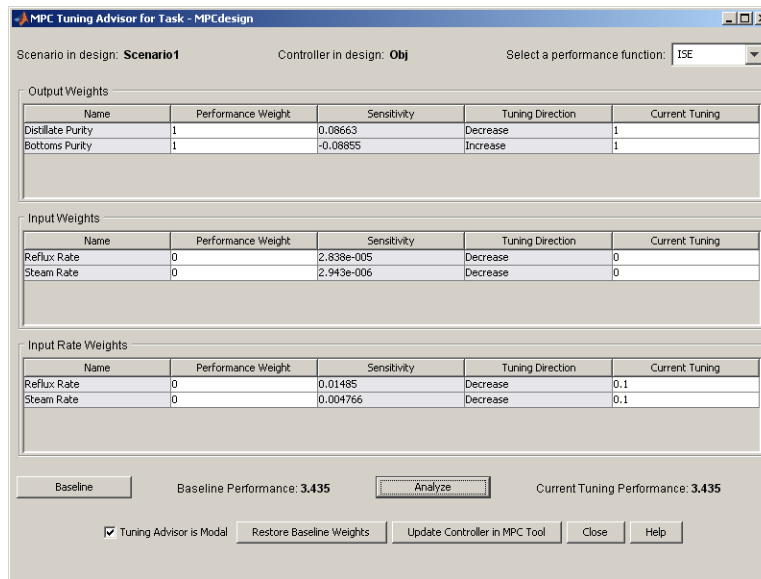 MPC Tuning Advisor for Task - MPCdesign
Scenario in design: Scenario1 Controller in design: Obj Select a performance function: ISE
Output Weights
Name Performance Weight Sensitivity Tuning Direction Current Tuning
Distillate Purity 1 0.08663 Decrease 1
Bottoms Purity 1 -0.08855 Increase 1
Input Weights
Name Performance Weight Sensitivity Tuning Direction Current Tuning
Reflux Rate 0 2.838e-005 Decrease 0
Steam Rate 0 2.943e-006 Decrease 0
Input Rate Weights
Name Performance Weight Sensitivity Tuning Direction Current Tuning
Reflux Rate 0 0.01485 Decrease 0.1
Steam Rate 0 0.004766 Decrease 0.1
Baseline Baseline Performance: 3.435 Analyze Current Tuning Performance: 3.435
Tuning Advisor is Modal Restore Baseline Weights Update Controller in MPC Tool Close Help